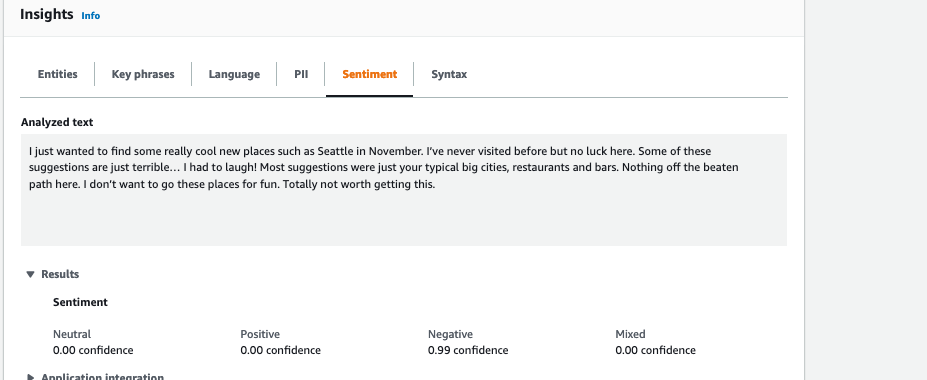 Insights Info
Entities Key phrases Language PII Sentiment Syntax
Analyzed text
I just wanted to find some really cool new places such as Seattle in November. I've never visited before but no luck here. Some of these
suggestions are just terrible... I had to laugh! Most suggestions were just your typical big cities, restaurants and bars. Nothing off the beaten
path here. I don't want to go these places for fun. Totally not worth getting this.
Results
Sentiment
Neutral Positive Negative Mixed
0.00 confidence 0.00 confidence 0.99 confidence 0.00 confidence
Application integration